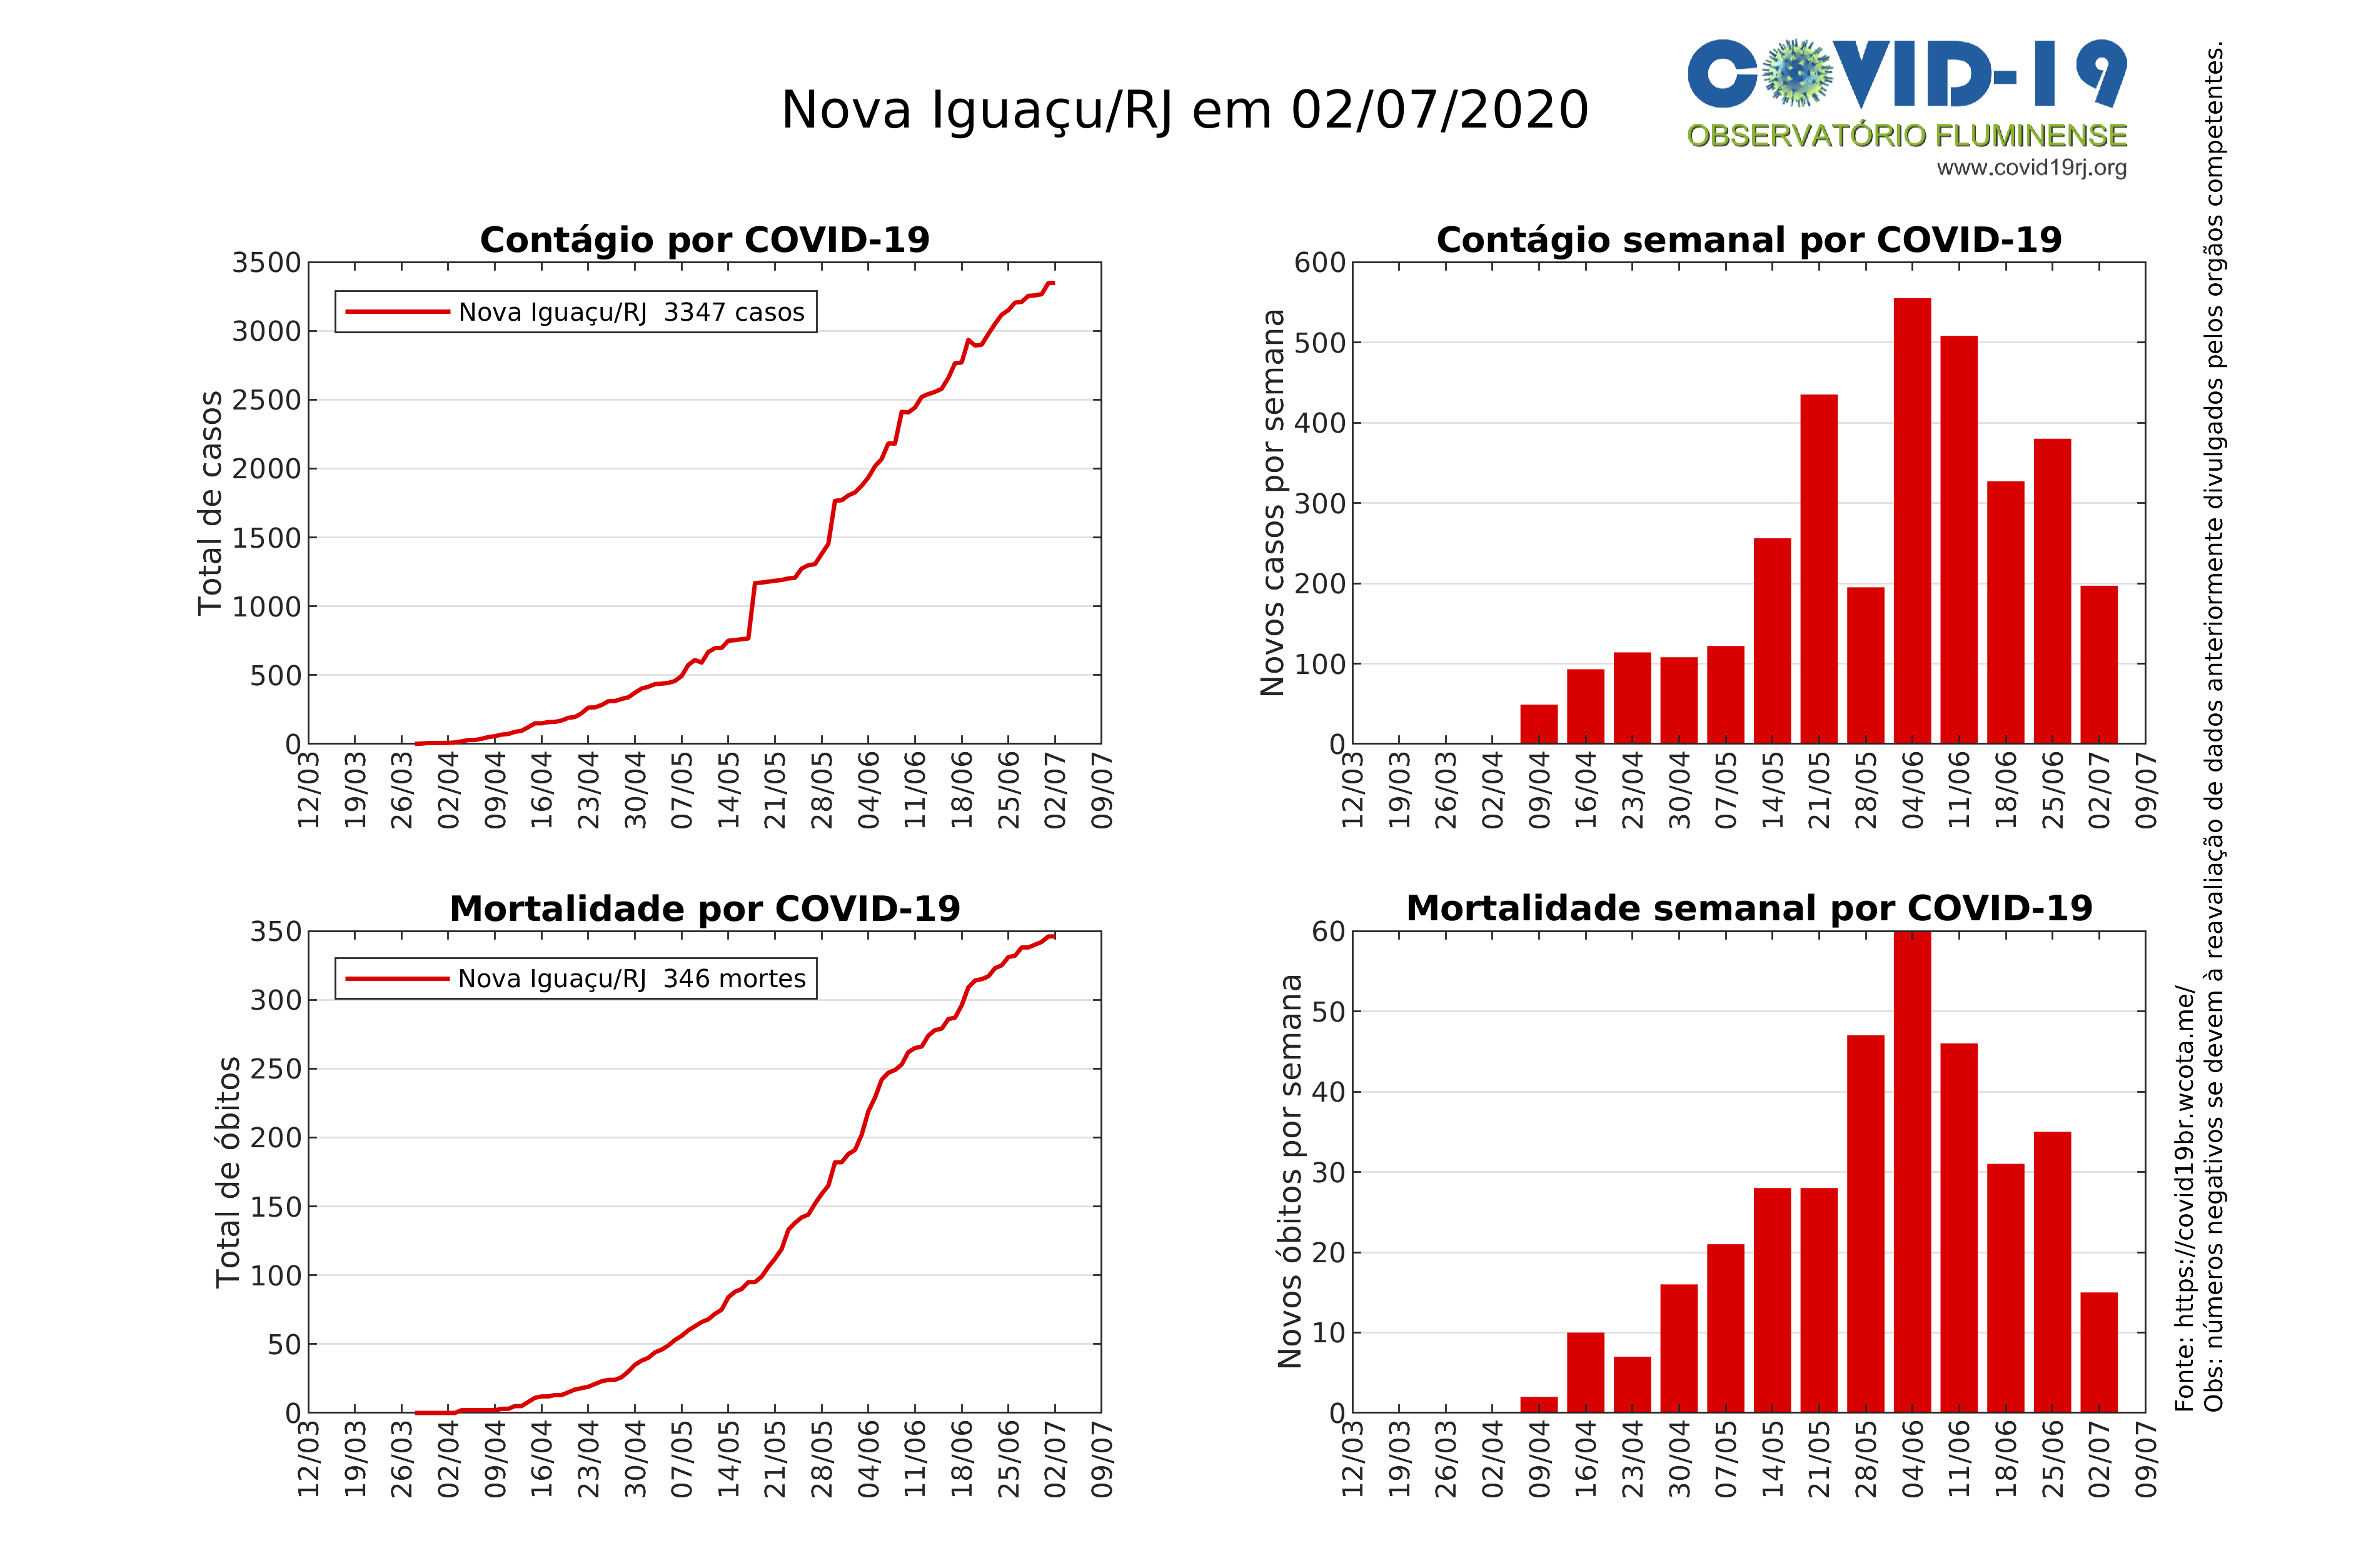 Nova Iguaçu/RJ em 02/07/2020
COVID-19
OBSERVATÓRIO FLUMINENSE
www.covid19rj.org
Contágio por COVID-19
Total de casos
3500
3000
2500
2000
1500
1000
500
0
Nova Iguaçu/RJ 3347 casos
12/03 19/03 26/03 02/04 09/04 16/04 23/04 30/04 07/05 14/05 21/05 28/05 04/06 11/06 18/06 25/06 02/07 09/07
Contágio semanal por COVID-19
Novos casos por semana
600
500
400
300
200
100
0
12/03 19/03 26/03 02/04 09/04 16/04 23/04 30/04 07/05 14/05 21/05 28/05 04/06 11/06 18/06 25/06 02/07 09/07
Mortalidade por COVID-19
Total de óbitos
350
300
250
200
150
100
50
0
Nova Iguaçu/RJ 346 mortes
12/03 19/03 26/03 02/04 09/04 16/04 23/04 30/04 07/05 14/05 21/05 28/05 04/06 11/06 18/06 25/06 02/07 09/07
Mortalidade semanal por COVID-19
Novos óbitos por semana
60
50
40
30
20
10
0
12/03 19/03 26/03 02/04 09/04 16/04 23/04 30/04 07/05 14/05 21/05 28/05 04/06 11/06 18/06 25/06 02/07 09/07
Fonte: https://covid19br.wcota.me/
Obs: números negativos se devem à reavaliação de dados anteriormente divulgados pelos orgãos competentes.